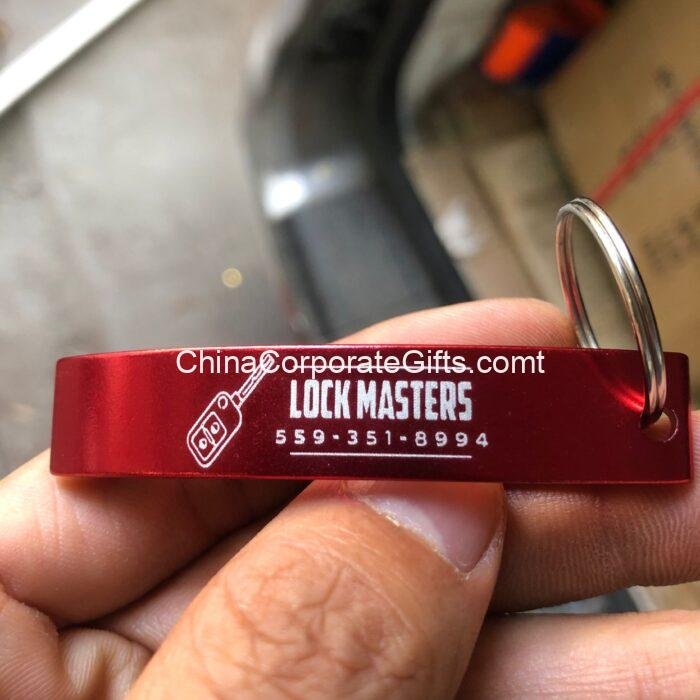 ChinaCorporateGifts.comt
LOCK MASTERS
559-351-8994